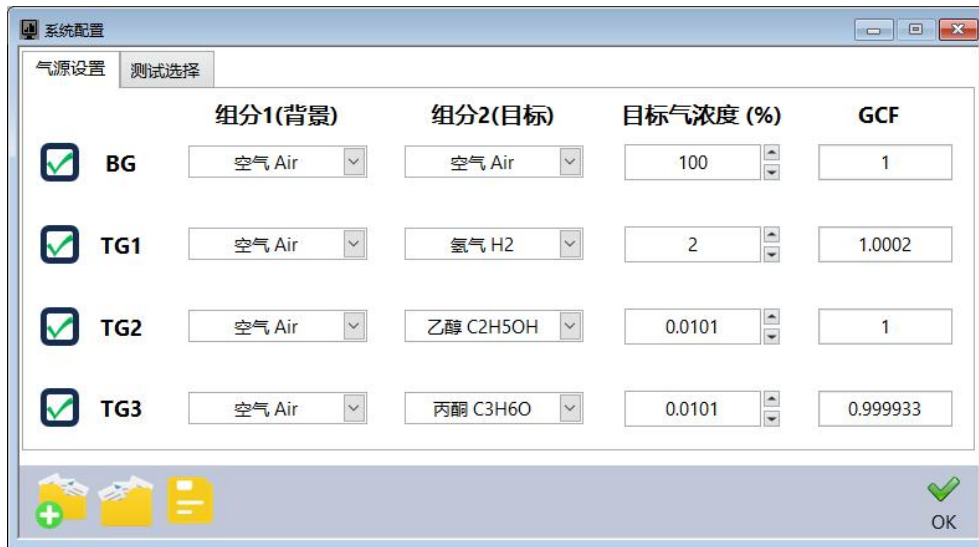 系统配置
气源设置 测试选择
组分1(背景) 组分2(目标) 目标气浓度 (%) GCF
BG 空气 Air 空气 Air 100 1
TG1 空气 Air 氢气 H2 2 1.0002
TG2 空气 Air 乙醇 C2H5OH 0.0101 1
TG3 空气 Air 丙酮 C3H6O 0.0101 0.999933
OK